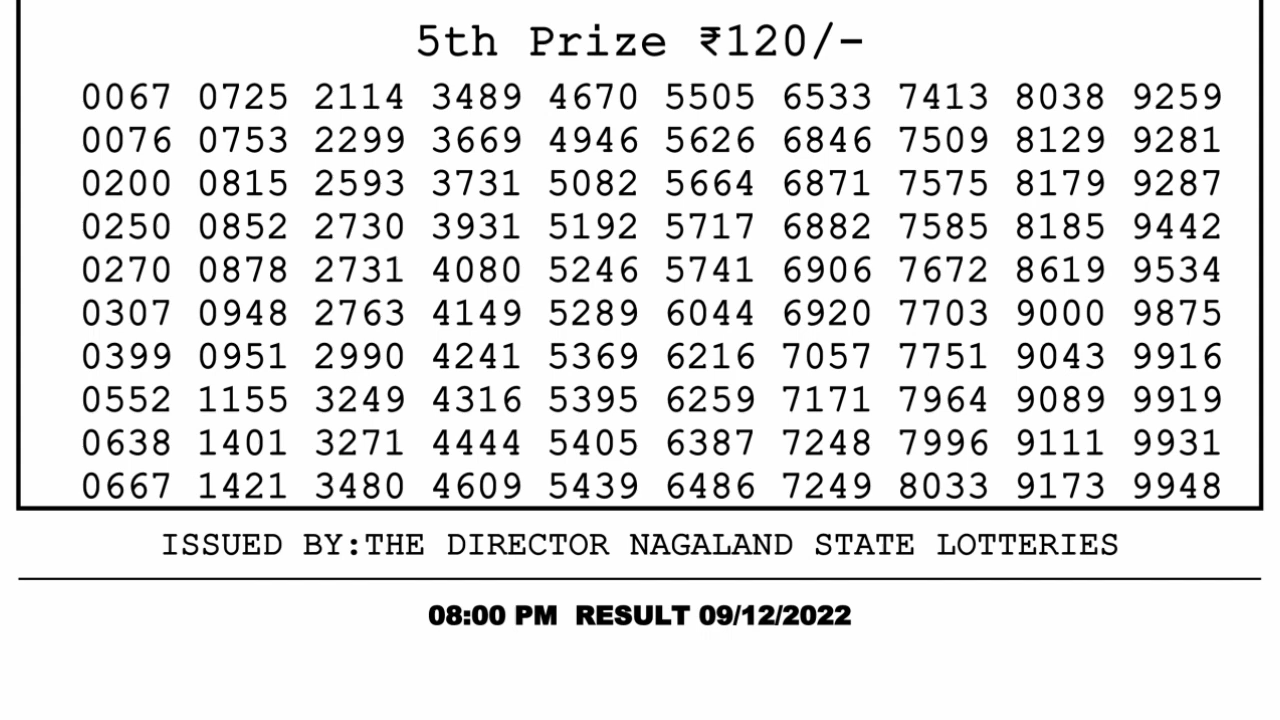 5th Prize ₹120/-
0067 0725 2114 3489 4670 5505 6533 7413 8038 9259
0076 0753 2299 3669 4946 5626 6846 7509 8129 9281
0200 0815 2593 3731 5082 5664 6871 7575 8179 9287
0250 0852 2730 3931 5192 5717 6882 7585 8185 9442
0270 0878 2731 4080 5246 5741 6906 7672 8619 9534
0307 0948 2763 4149 5289 6044 6920 7703 9000 9875
0399 0951 2990 4241 5369 6216 7057 7751 9043 9916
0552 1155 3249 4316 5395 6259 7171 7964 9089 9919
0638 1401 3271 4444 5405 6387 7248 7996 9111 9931
0667 1421 3480 4609 5439 6486 7249 8033 9173 9948
ISSUED BY:THE DIRECTOR NAGALAND STATE LOTTERIES
08:00 PM RESULT 09/12/2022